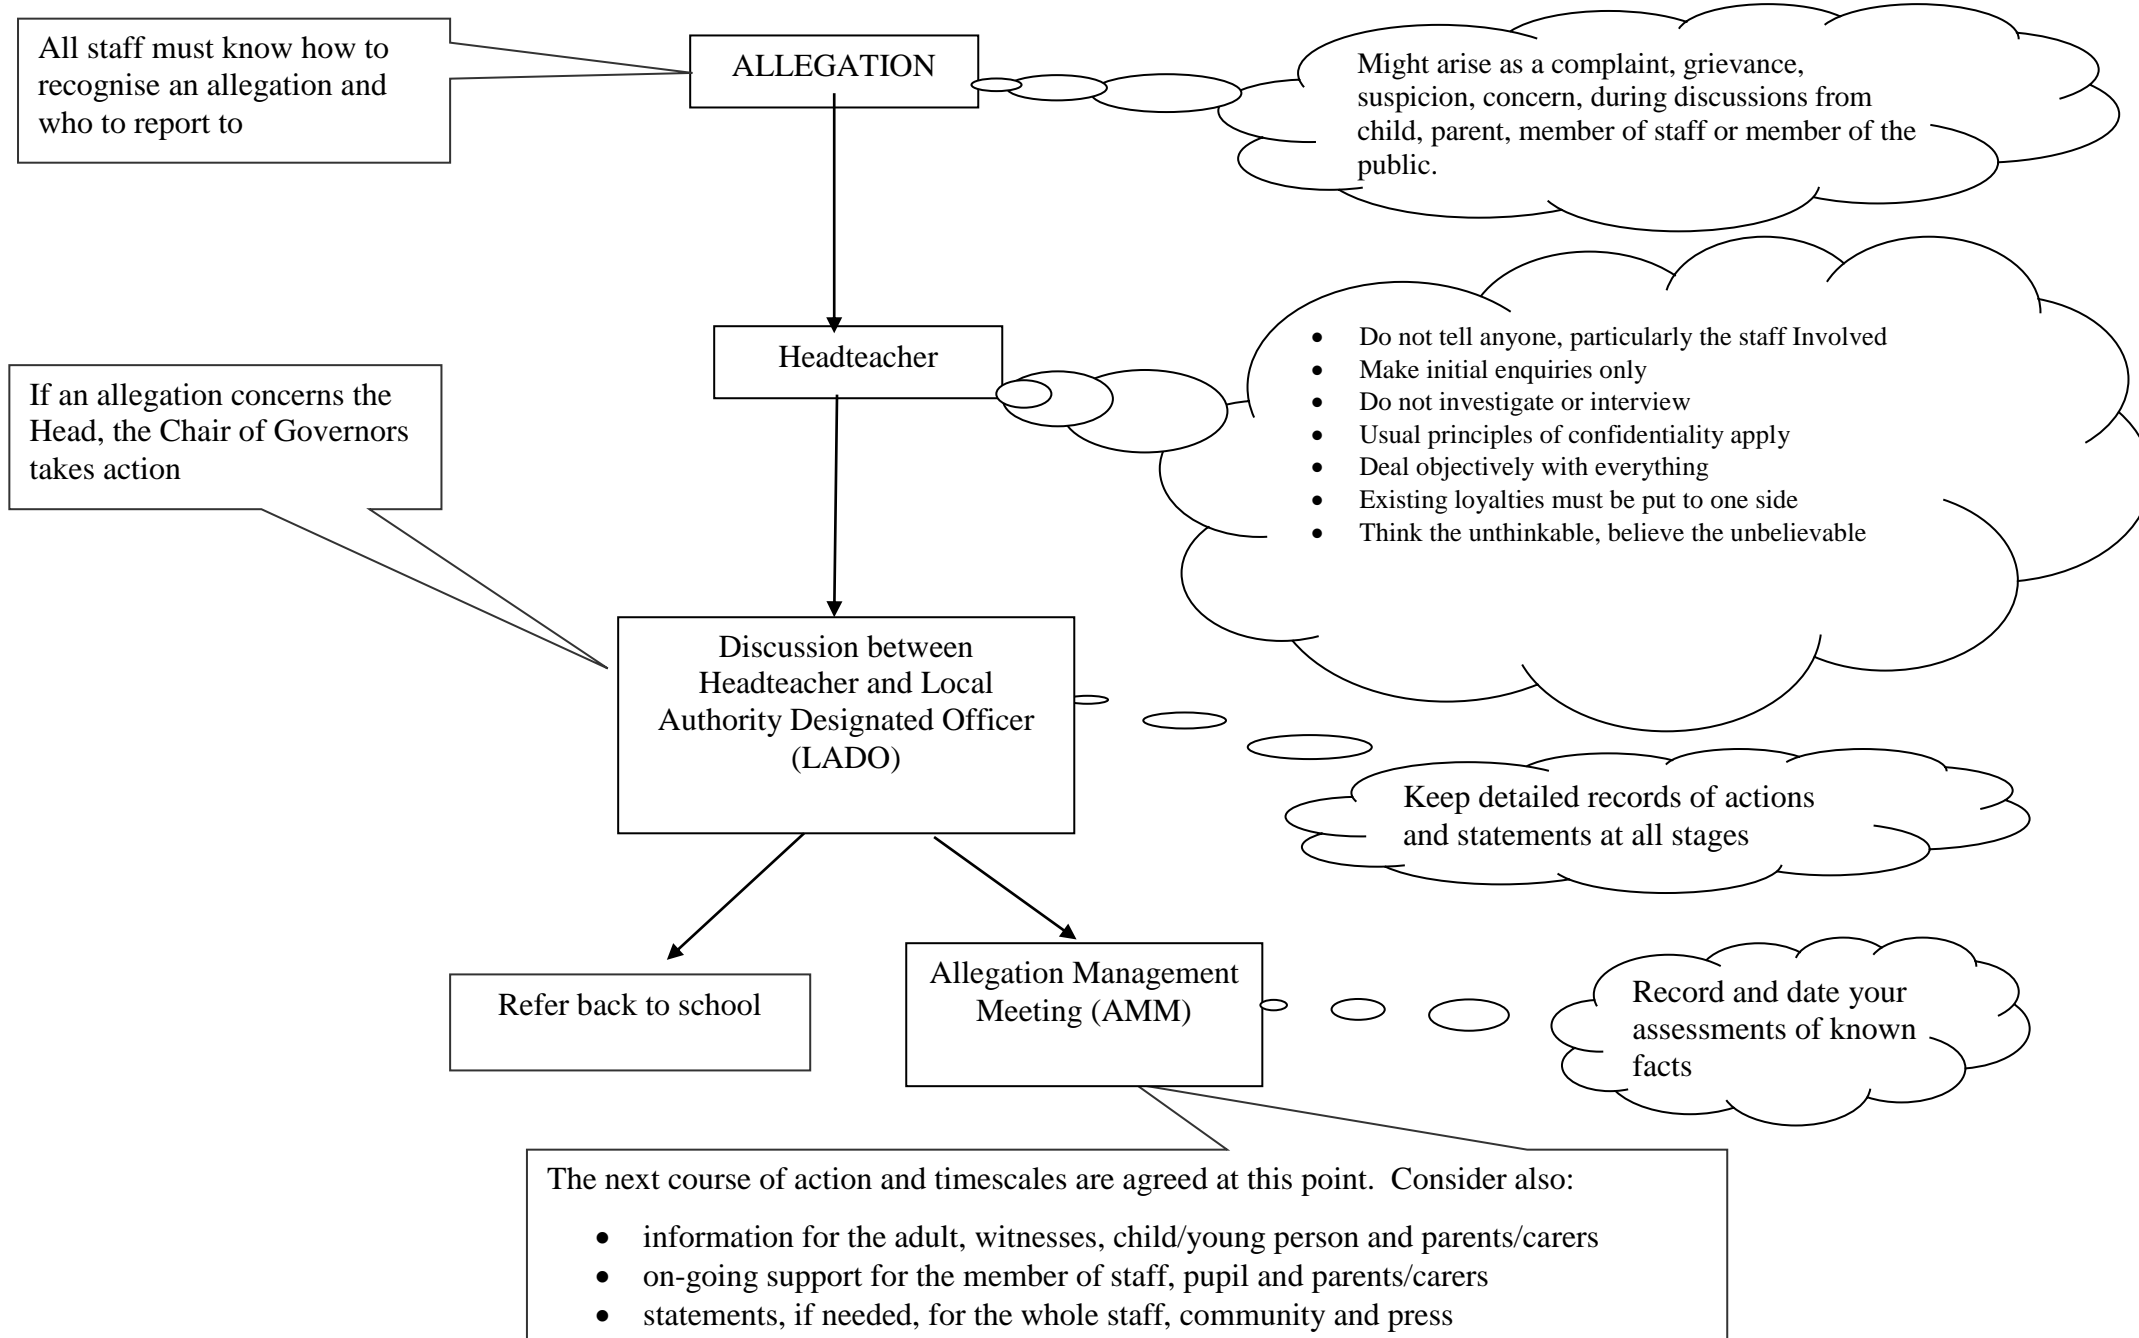 All staff must know how to
recognise an allegation and
who to report to
ALLEGATION
Might arise as a complaint, grievance,
suspicion, concern, during discussions from
child, parent, member of staff or member of the
public.
Headteacher
• Do not tell anyone, particularly the staff Involved
• Make initial enquiries only
• Do not investigate or interview
• Usual principles of confidentiality apply
• Deal objectively with everything
• Existing loyalties must be put to one side
• Think the unthinkable, believe the unbelievable
If an allegation concerns the
Head, the Chair of Governors
takes action
Discussion between
Headteacher and Local
Authority Designated Officer
(LADO)
Keep detailed records of actions
and statements at all stages
Refer back to school
Allegation Management
Meeting (AMM)
Record and date your
assessments of known
facts
The next course of action and timescales are agreed at this point.  Consider also:
• information for the adult, witnesses, child/young person and parents/carers
• on-going support for the member of staff, pupil and parents/carers
• statements, if needed, for the whole staff, community and press